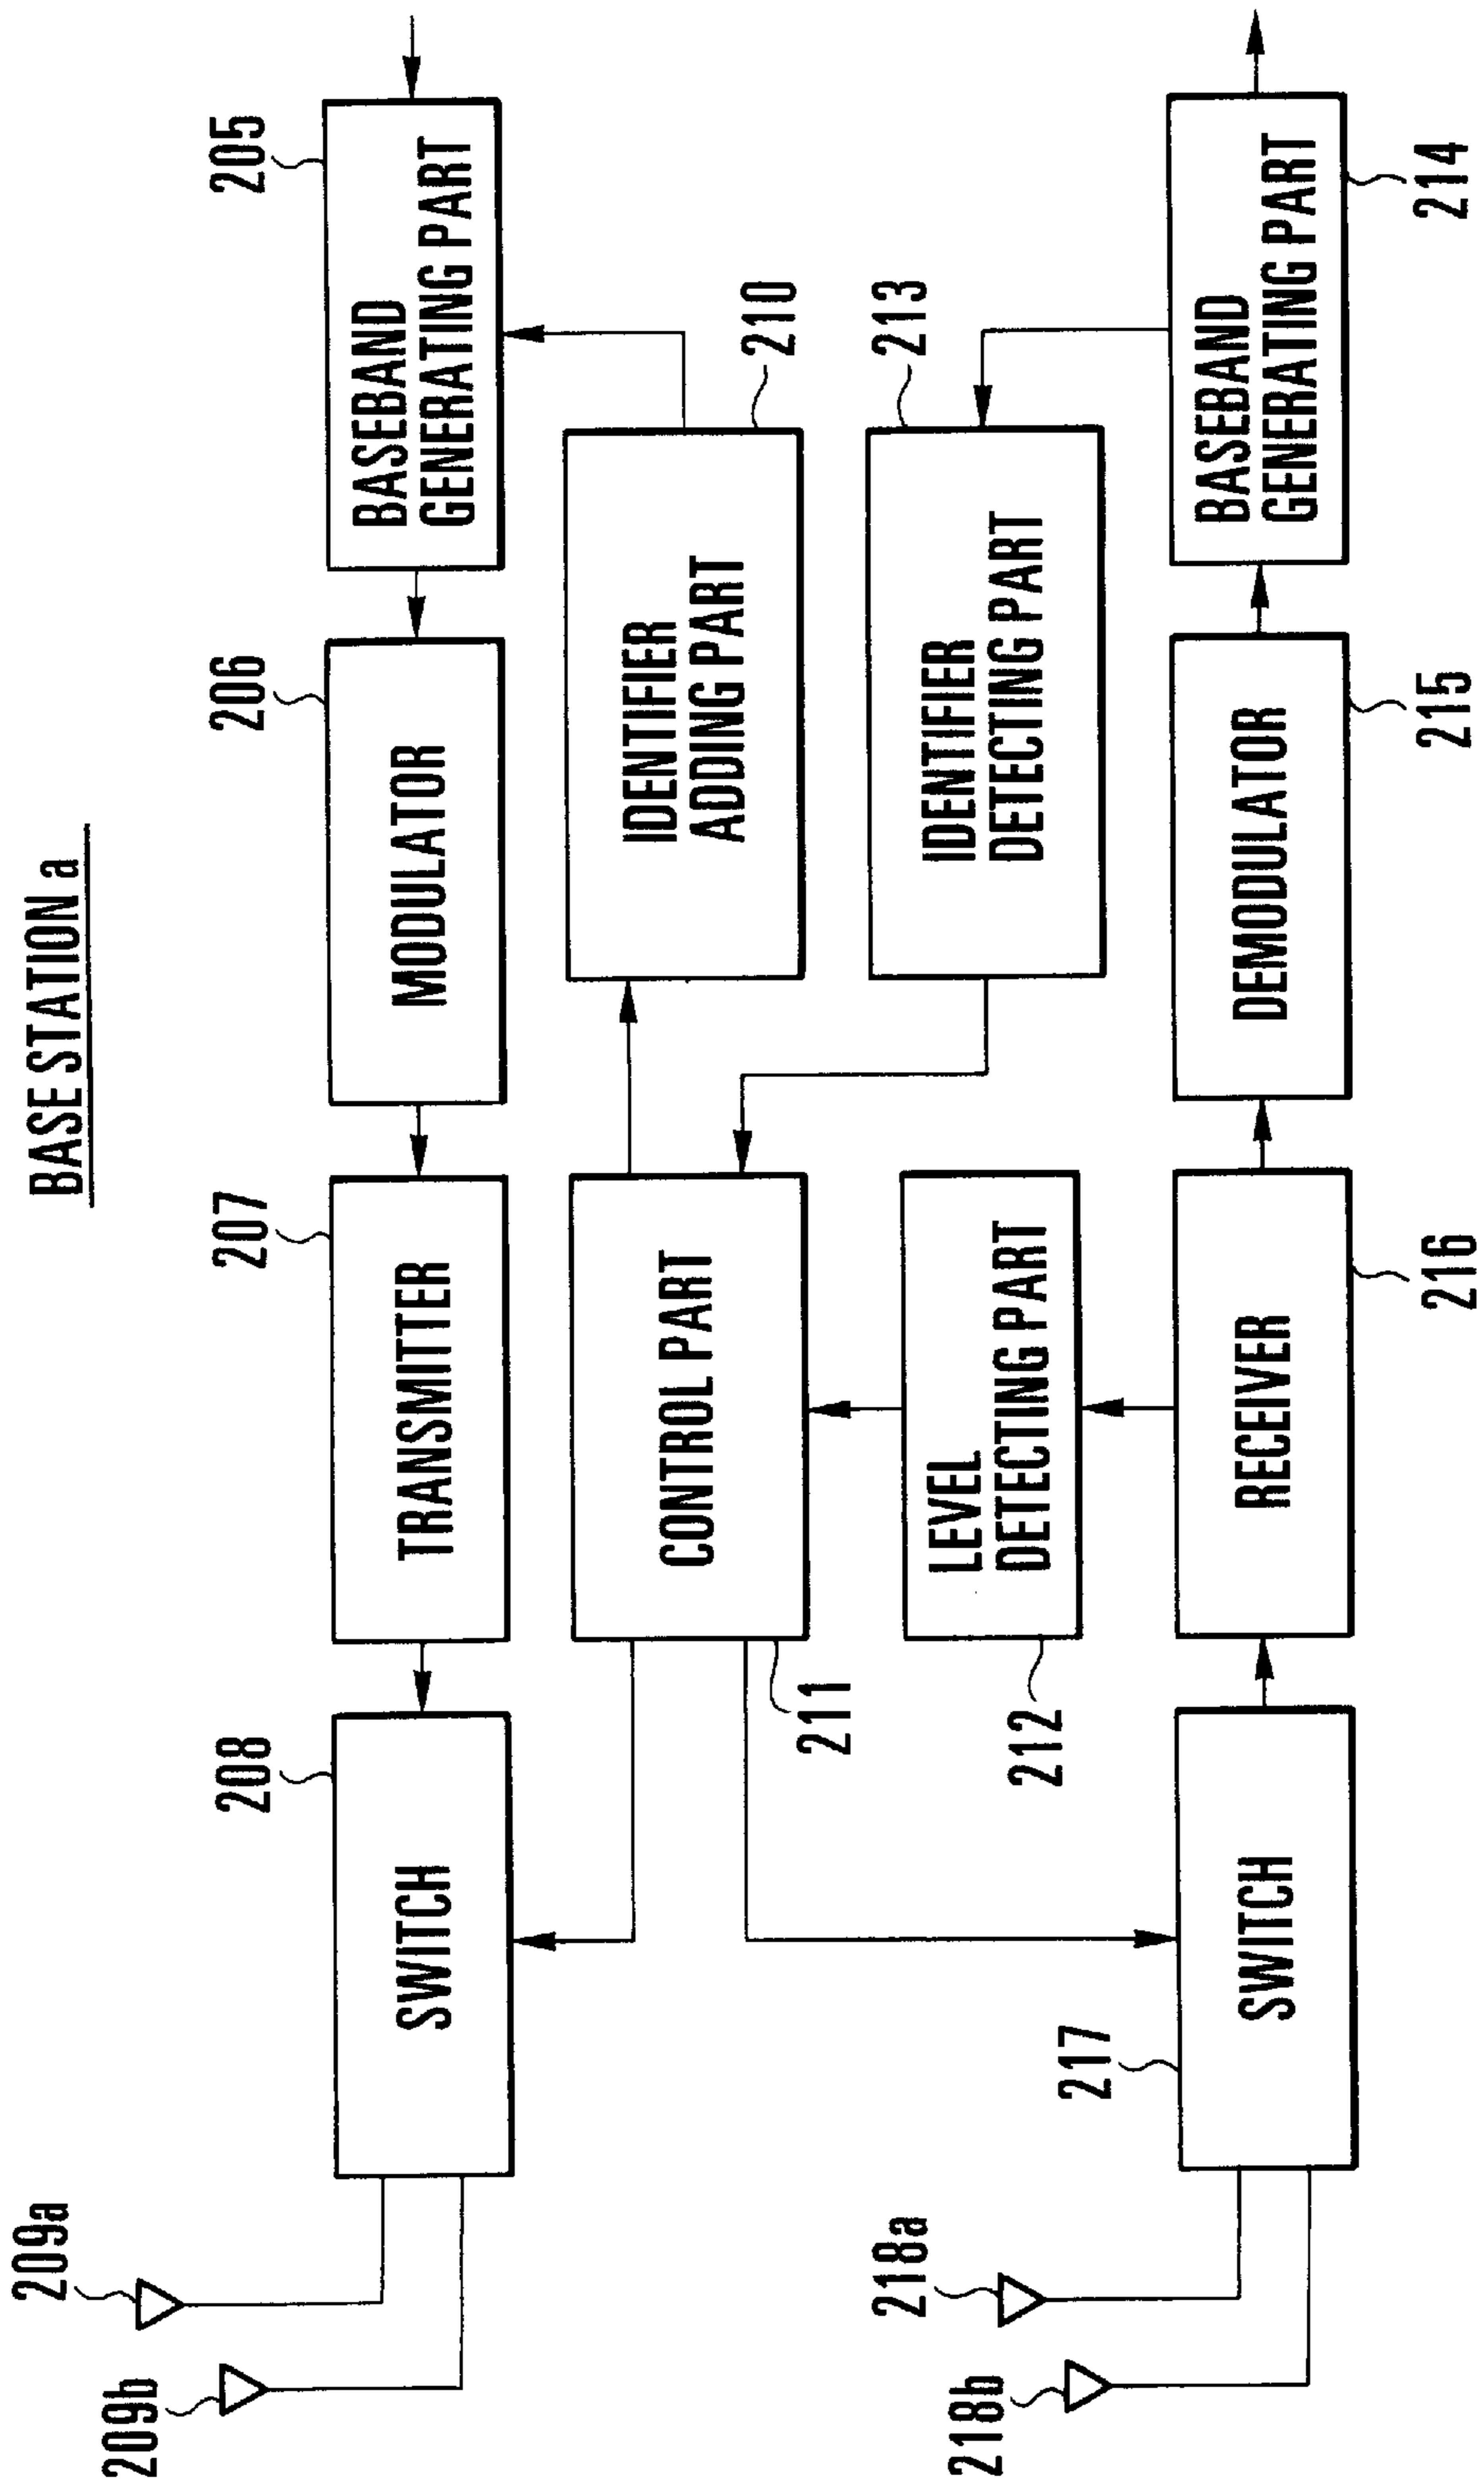 BASE STATION a
209a
209b
208
SWITCH
207
TRANSMITTER
206
MODULATOR
205
BASEBAND
GENERATING PART
211
CONTROL PART
IDENTIFIER
ADDING PART
210
212
LEVEL
DETECTING PART
IDENTIFIER
DETECTING PART
213
218a
218b
217
SWITCH
RECEIVER
216
DEMODULATOR
215
BASEBAND
GENERATING PART
214